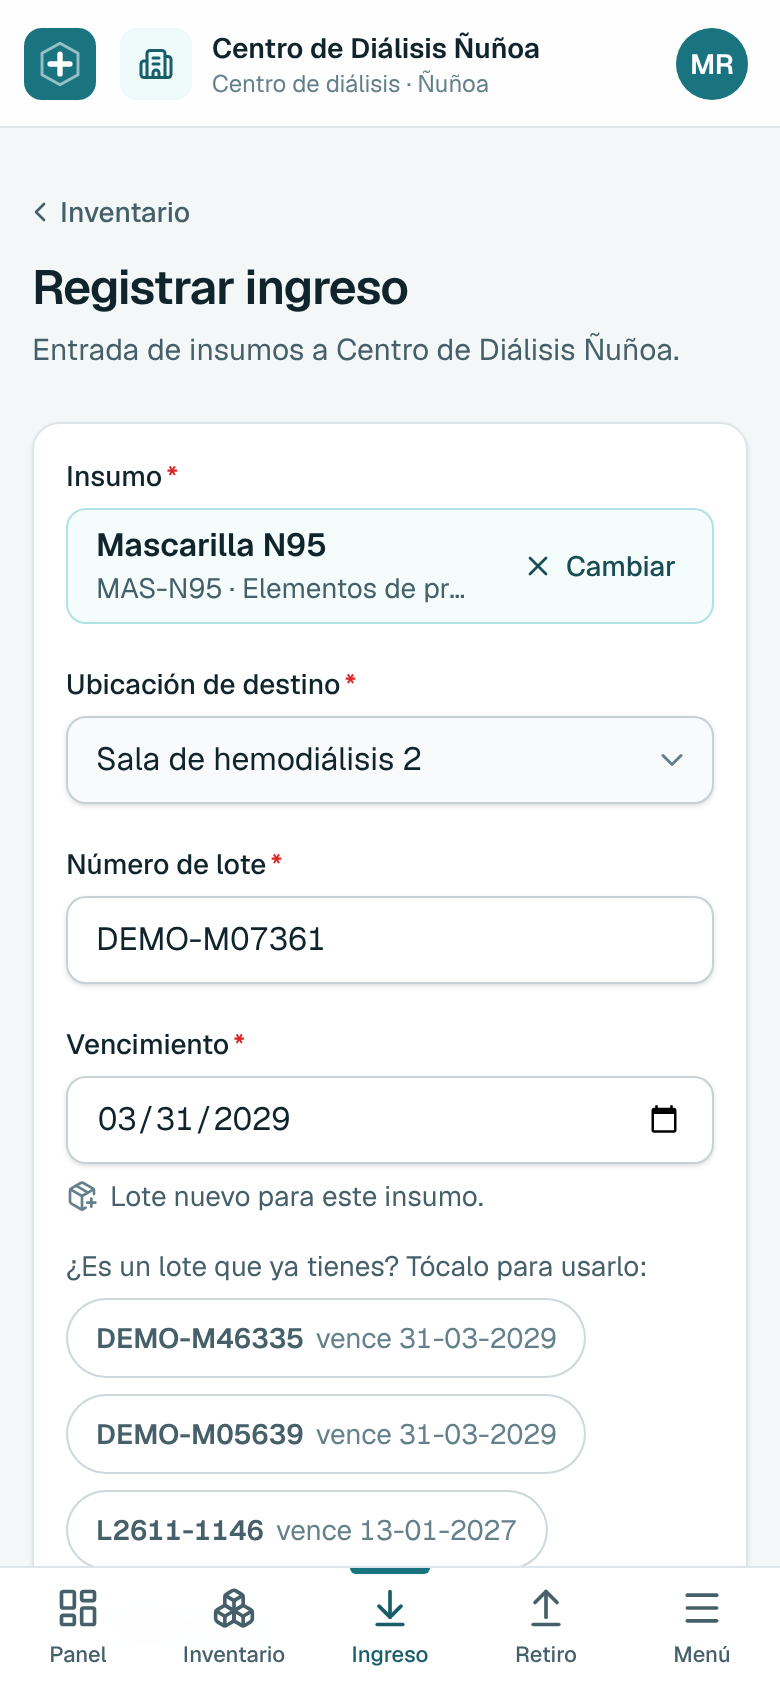 Centro de Diálisis Ñuñoa
Centro de diálisis · Ñuñoa
MR
Inventario
Registrar ingreso
Entrada de insumos a Centro de Diálisis Ñuñoa.
Insumo*
Mascarilla N95
MAS-N95 · Elementos de pr...
Cambiar
Ubicación de destino*
Sala de hemodiálisis 2
Número de lote*
DEMO-M07361
Vencimiento*
03/31/2029
Lote nuevo para este insumo.
¿Es un lote que ya tienes? Tócalo para usarlo:
DEMO-M46335 vence 31-03-2029
DEMO-M05639 vence 31-03-2029
L2611-1146 vence 13-01-2027
Panel
Inventario
Ingreso
Retiro
Menú